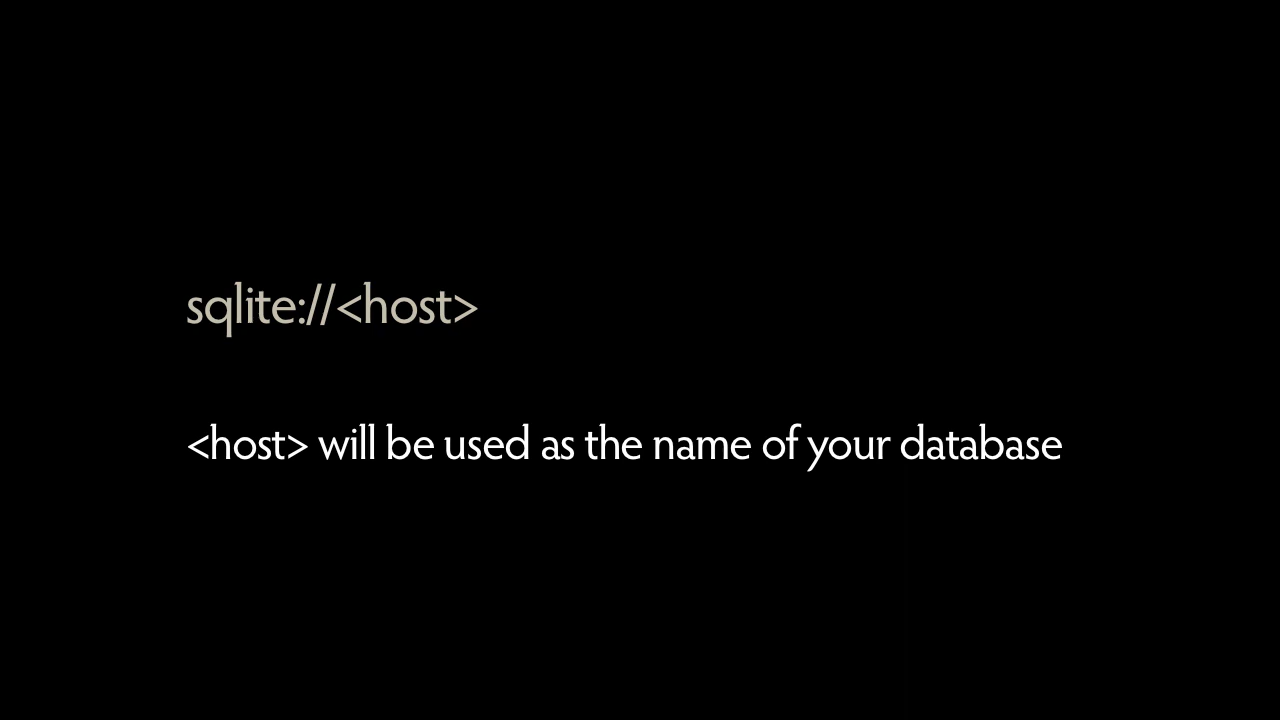 sqlite://<host>
<host> will be used as the name of your database